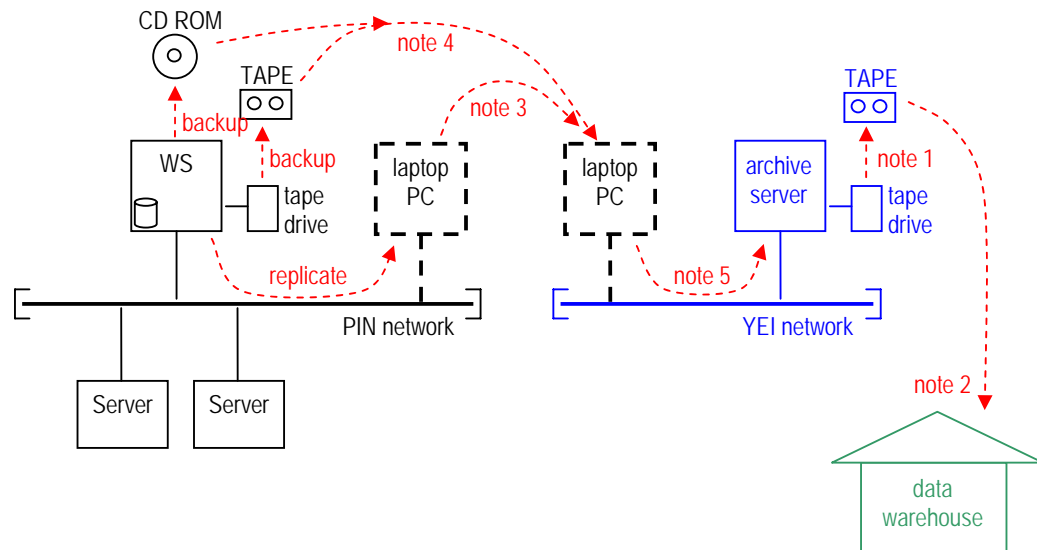 CD ROM
note 4
TAPE
TAPE
backup
note 3
WS
backup
laptop
PC
laptop
PC
archive
server
note 1
tape
drive
tape
drive
replicate
note 5
PIN network
YEI network
Server
Server
note 2
data
warehouse